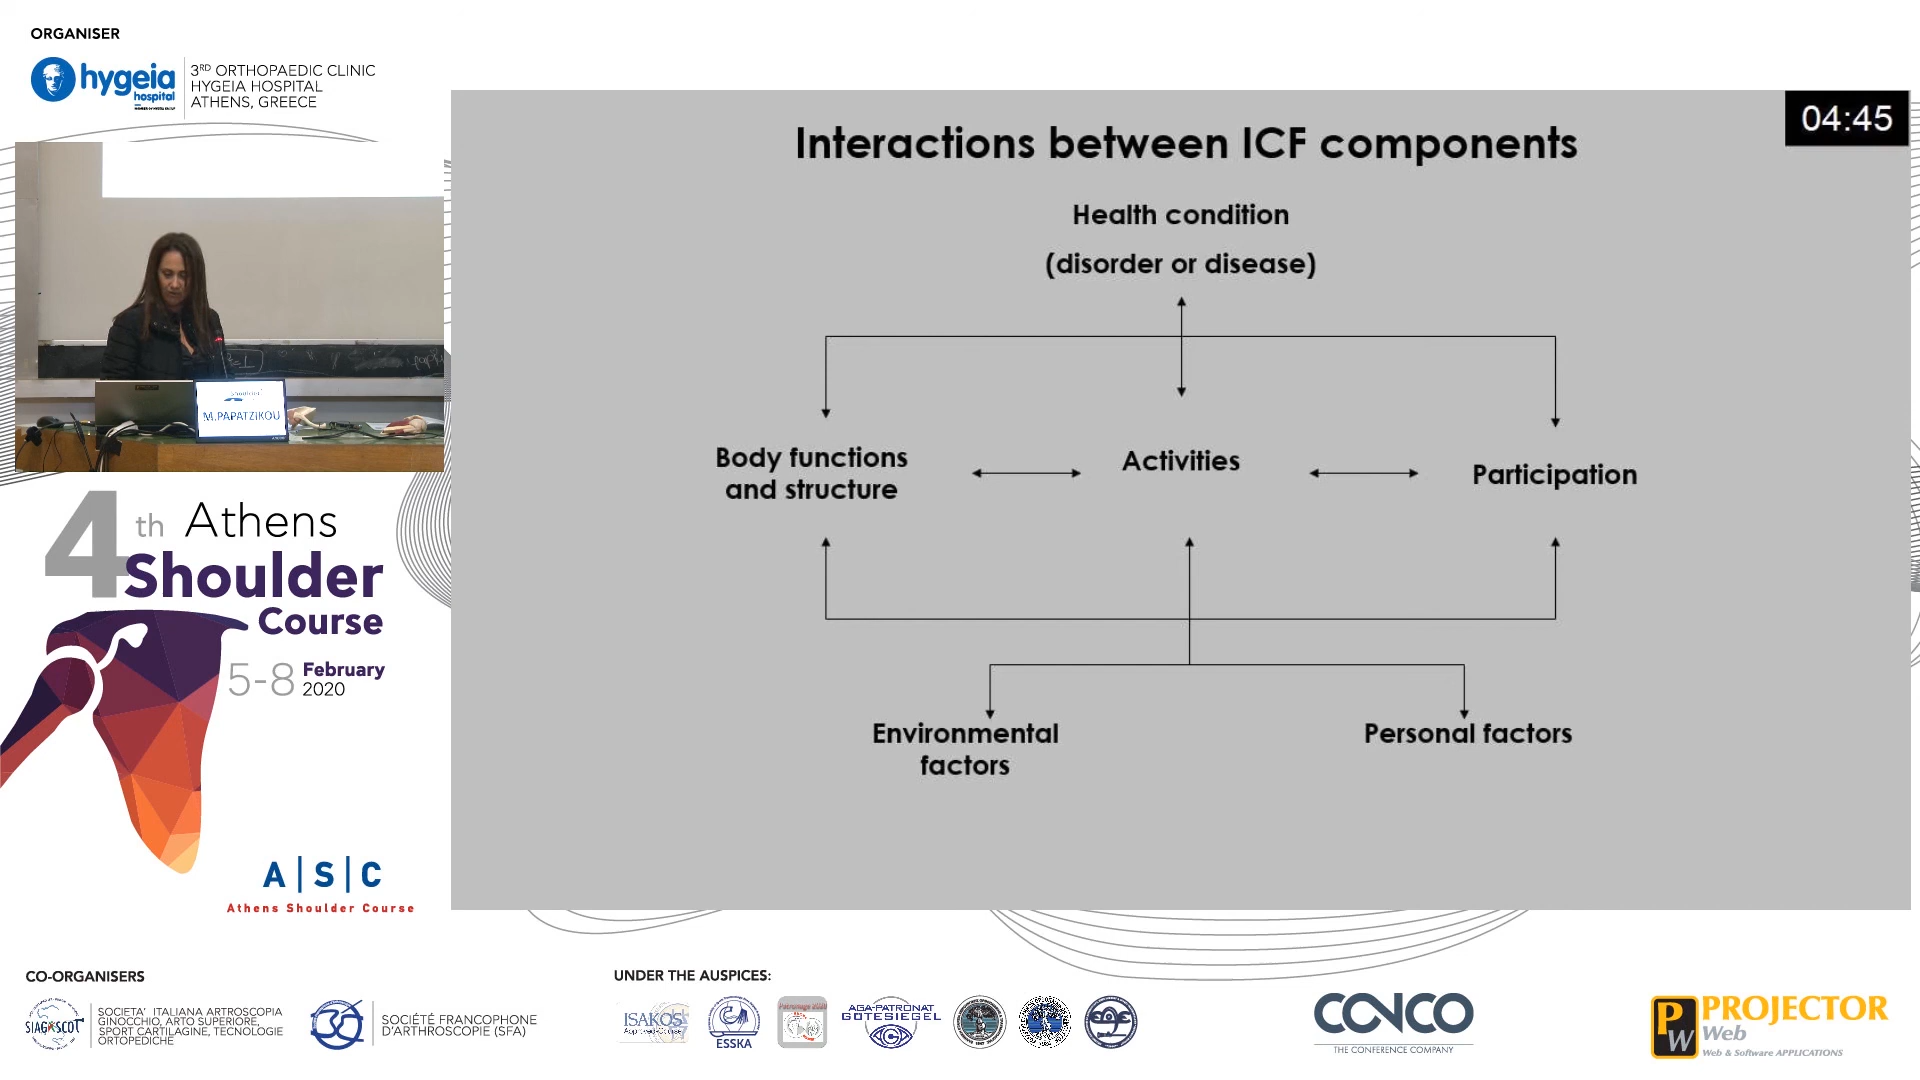 ORGANISER
hygeia
hospital
3RD ORTHOPAEDIC CLINIC
HYGEIA HOSPITAL
ATHENS, GREECE
04:45
Interactions between ICF components
Health condition
(disorder or disease)
Body functions
and structure
Activities
Participation
Environmental
factors
Personal factors
M.PAPATZIKOU
4th Athens
Shoulder
Course
5-8 February
2020
A|S|C
Athens Shoulder Course
CO-ORGANISERS
SIAGASCOT
SOCIETA' ITALIANA ARTROSCOPIA
GINOCCHIO, ARTO SUPERIORE,
SPORT CARTILAGINE, TECNOLOGIE
ORTOPEDICHE
SOCIÉTÉ FRANCOPHONE
D'ARTHROSCOPIE (SFA)
UNDER THE AUSPICES:
ISAKOS
ESSKA
Patronage 2020
AGA-PATRONAT
GÜTESIEGEL
CONCO
THE CONFERENCE COMPANY
PW
PROJECTOR
Web
Web & Software APPLICATIONS